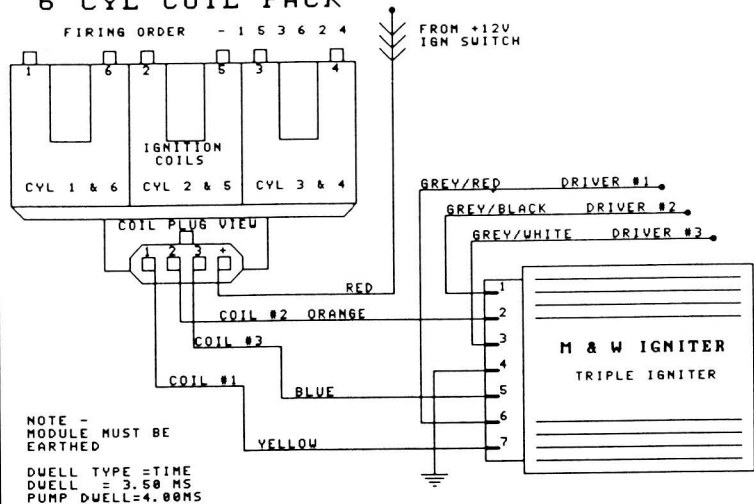 6 CYL COIL PACK
FIRING ORDER - 1 5 3 6 2 4
FROM +12V
IGN SWITCH
1 6 2 5 3 4
IGNITION
COILS
CYL 1 & 6 CYL 2 & 5 CYL 3 & 4
COIL PLUG VIEW
1 2 3 +
GREY/RED DRIVER #1
GREY/BLACK DRIVER #2
GREY/WHITE DRIVER #3
RED
COIL #2 ORANGE
COIL #3
COIL #1
BLUE
YELLOW
1
2
3
4
5
6
7
M & W IGNITER
TRIPLE IGNITER
NOTE -
MODULE MUST BE
EARTHED
DWELL TYPE =TIME
DWELL = 3.50 MS
PUMP DWELL=4.00MS